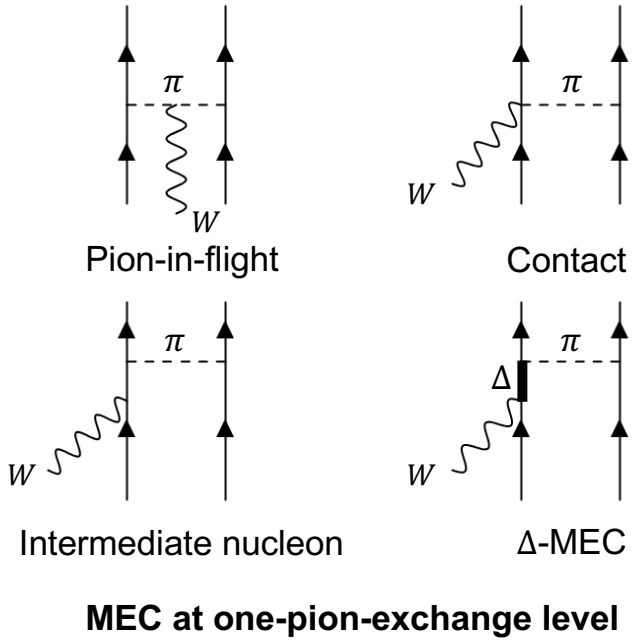 π
π
W
W
Pion-in-flight
Contact
π
π
Δ
W
W
Intermediate nucleon
Δ-MEC
MEC at one-pion-exchange level